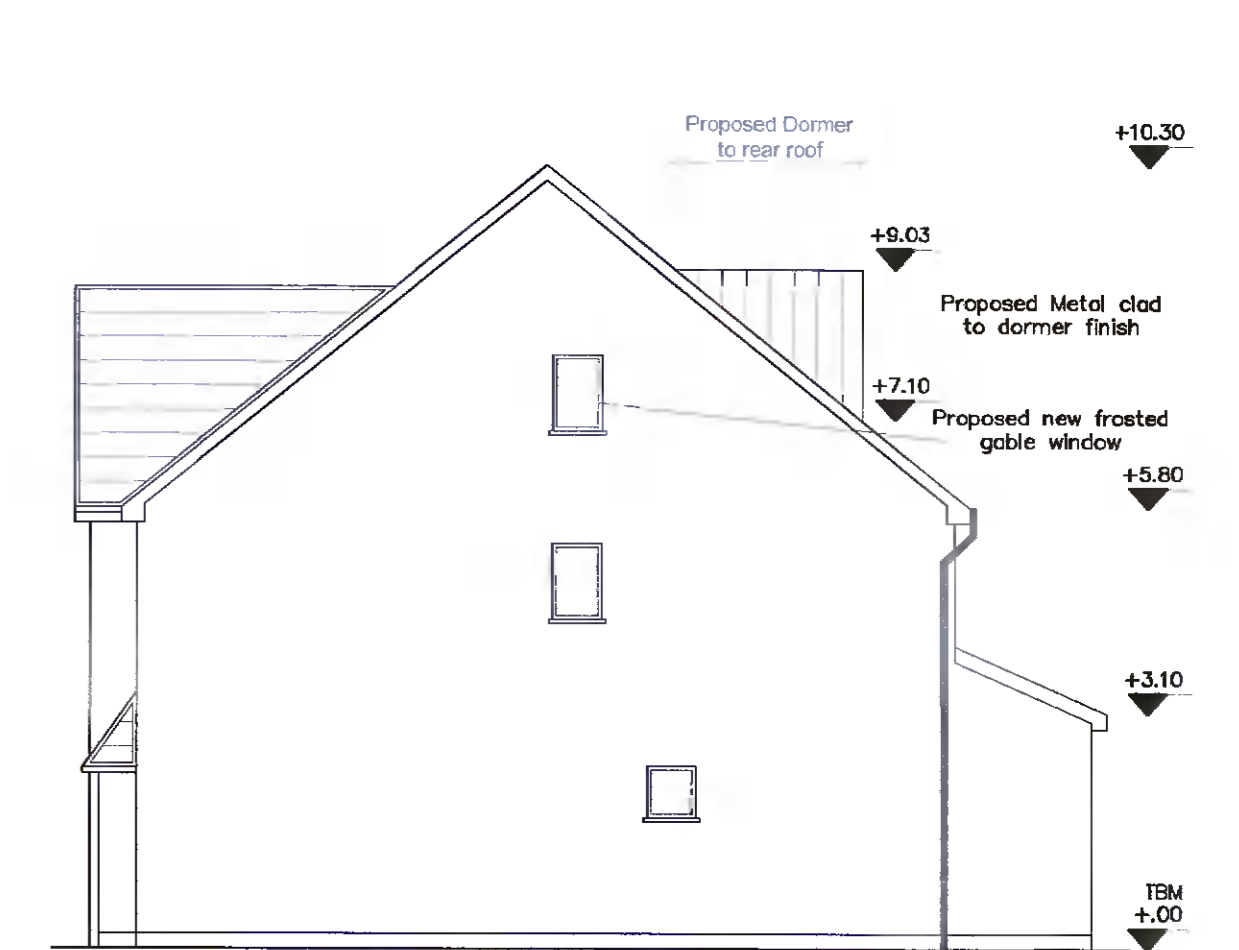 Proposed Dormer
to rear roof
+10.30
+9.03
Proposed Metal clad
to dormer finish
+7.10
Proposed new frosted
gable window
+5.80
+3.10
TBM
+.00